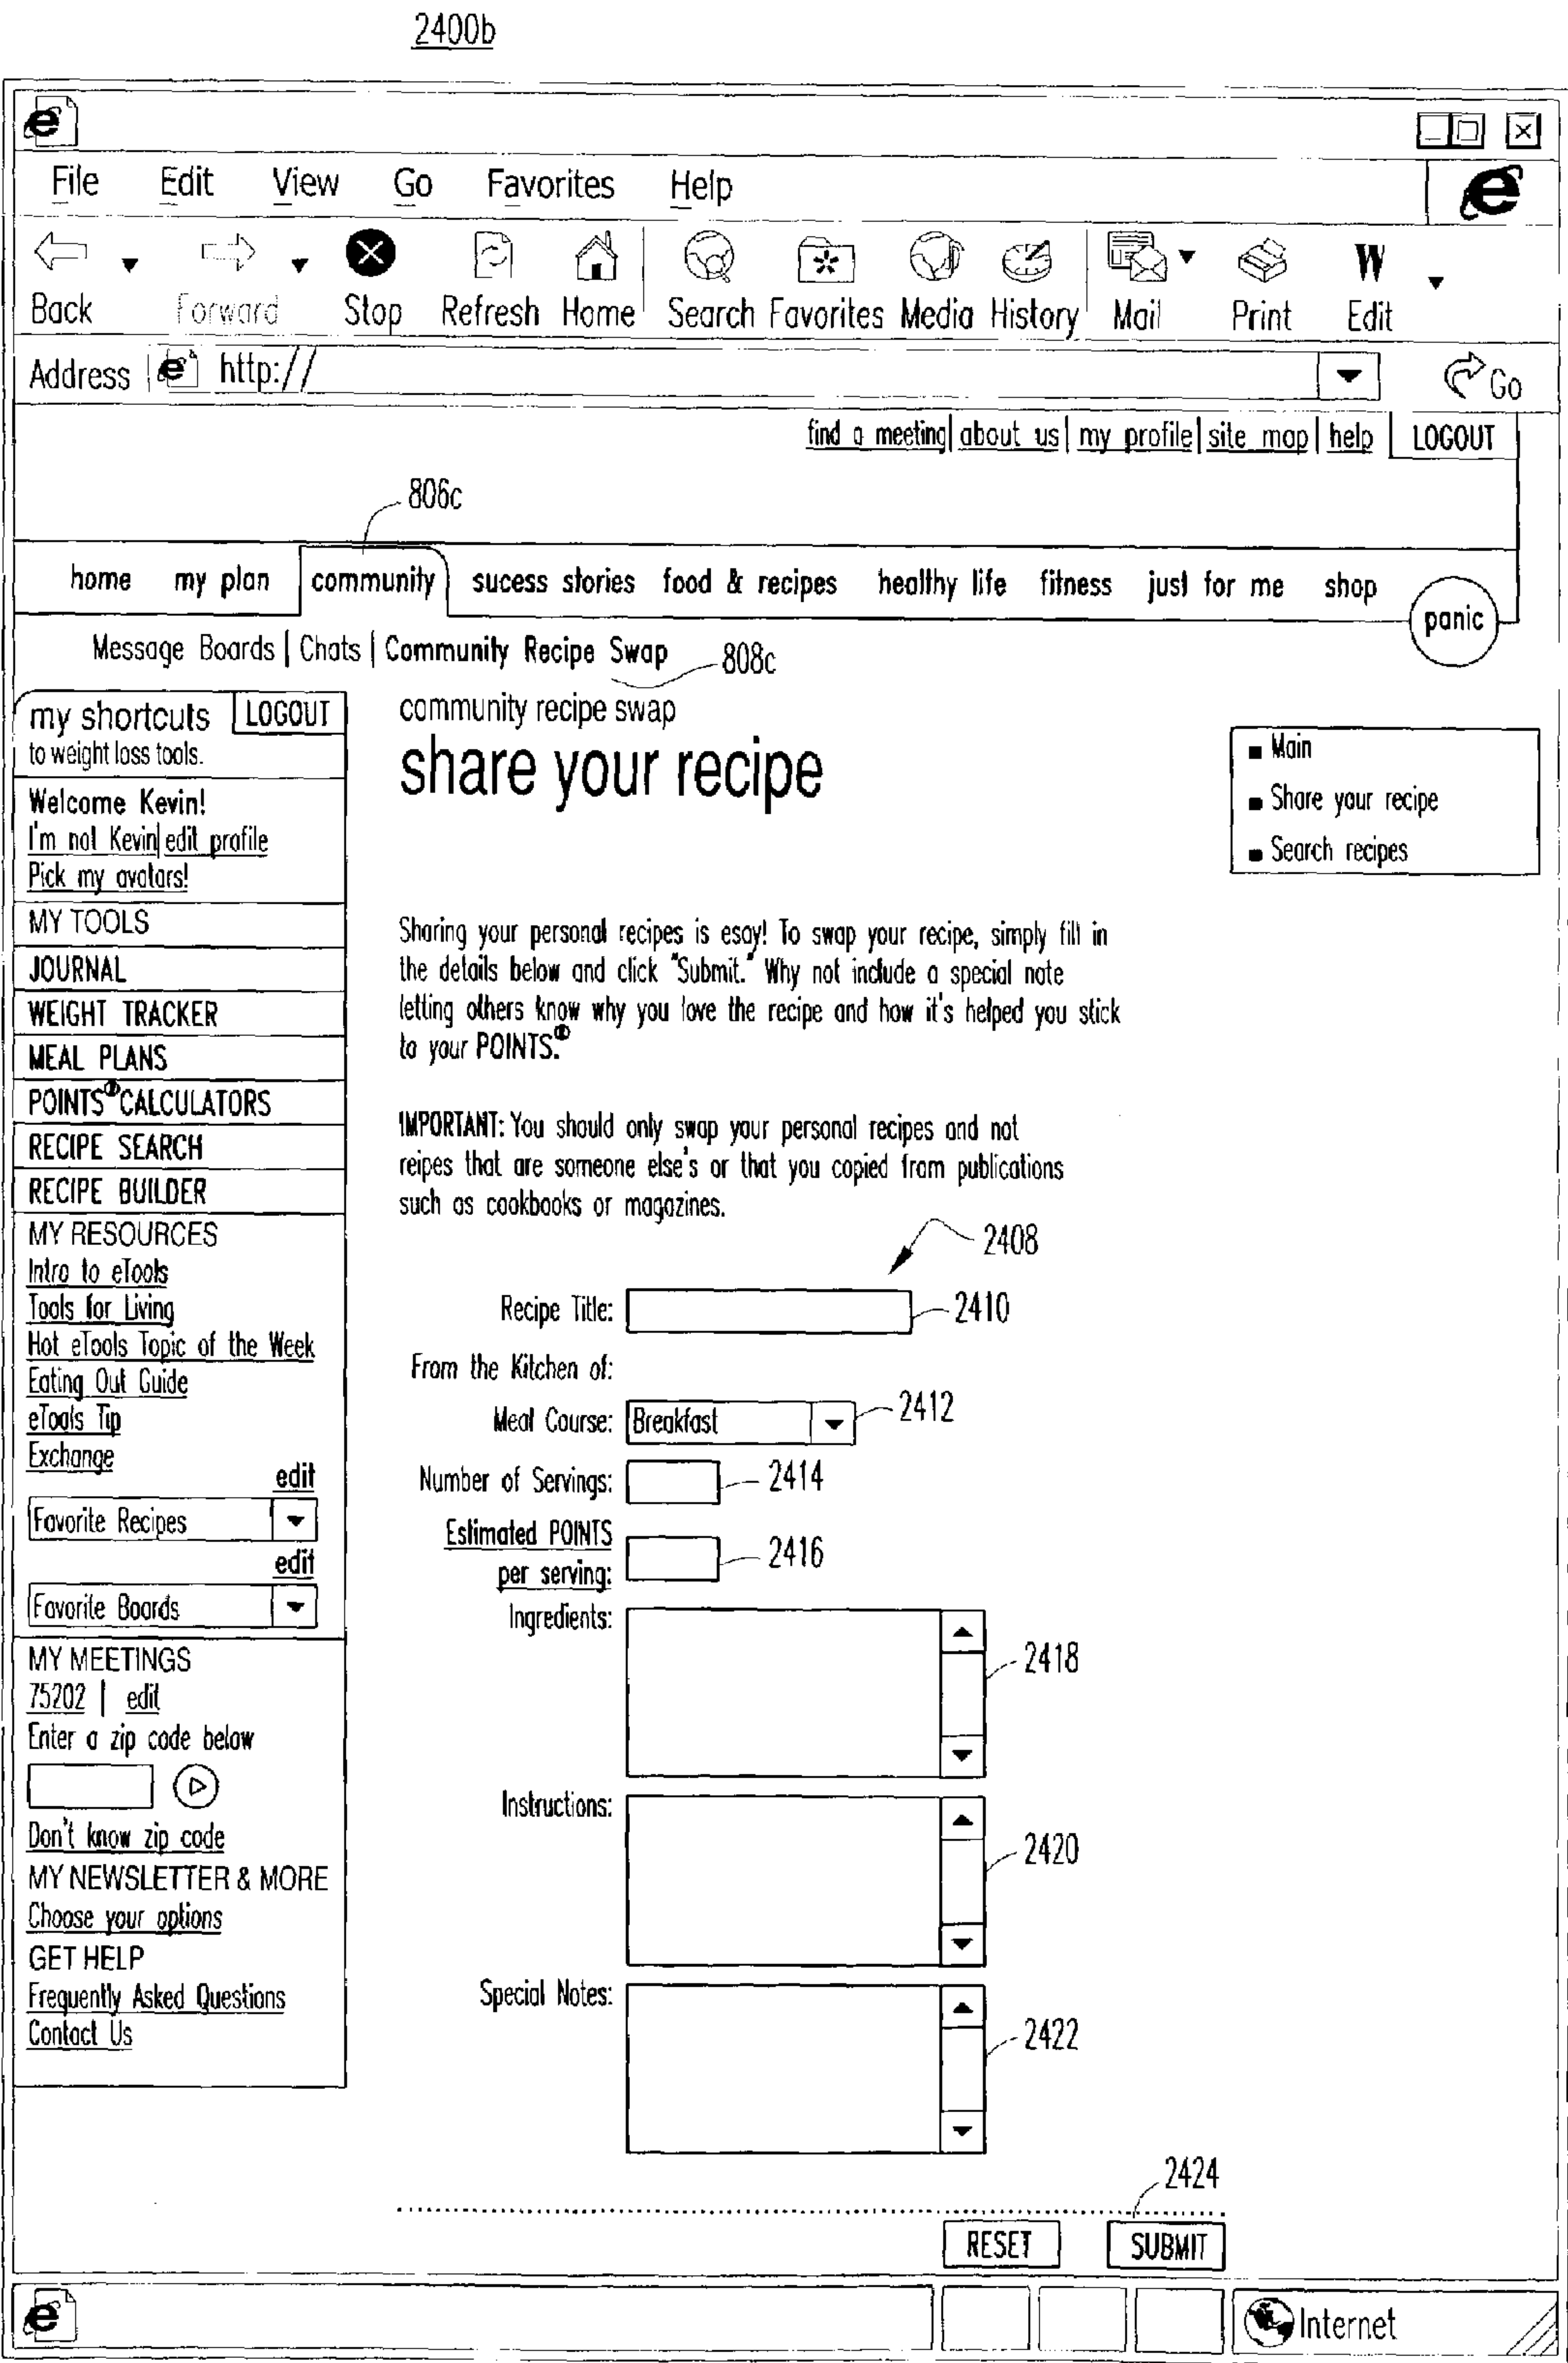 2400b
File Edit View Go Favorites Help
Back Forward Stop Refresh Home Search Favorites Media History Mail Print Edit
Address http:// Go
find a meeting| about us| my profile| site map| help LOGOUT
806c
home my plan community sucess stories food & recipes healthy life fitness just for me shop panic
Message Boards | Chats | Community Recipe Swap 808c
my shortcuts LOGOUT
to weight loss tools.
Welcome Kevin!
I'm not Kevin| edit profile
Pick my avatars!
MY TOOLS
JOURNAL
WEIGHT TRACKER
MEAL PLANS
POINTS® CALCULATORS
RECIPE SEARCH
RECIPE BUILDER
MY RESOURCES
Intro to eTools
Tools for Living
Hot eTools Topic of the Week
Eating Out Guide
eTools Tip
Exchange
edit
Favorite Recipes
edit
Favorite Boards
MY MEETINGS
75202 | edit
Enter a zip code below
Don't know zip code
MY NEWSLETTER & MORE
Choose your options
GET HELP
Frequently Asked Questions
Contact Us
community recipe swap
share your recipe
Main
Share your recipe
Search recipes
Sharing your personal recipes is esay! To swap your recipe, simply fill in
the details below and click "Submit." Why not include a special note
letting others know why you love the recipe and how it's helped you stick
to your POINTS.®
IMPORTANT: You should only swap your personal recipes and not
reipes that are someone else's or that you copied from publications
such as cookbooks or magazines.
2408
Recipe Title: 2410
From the Kitchen of:
Meal Course: Breakfast 2412
Number of Servings: 2414
Estimated POINTS
per serving: 2416
Ingredients: 2418
Instructions: 2420
Special Notes: 2422
2424
RESET SUBMIT
Internet